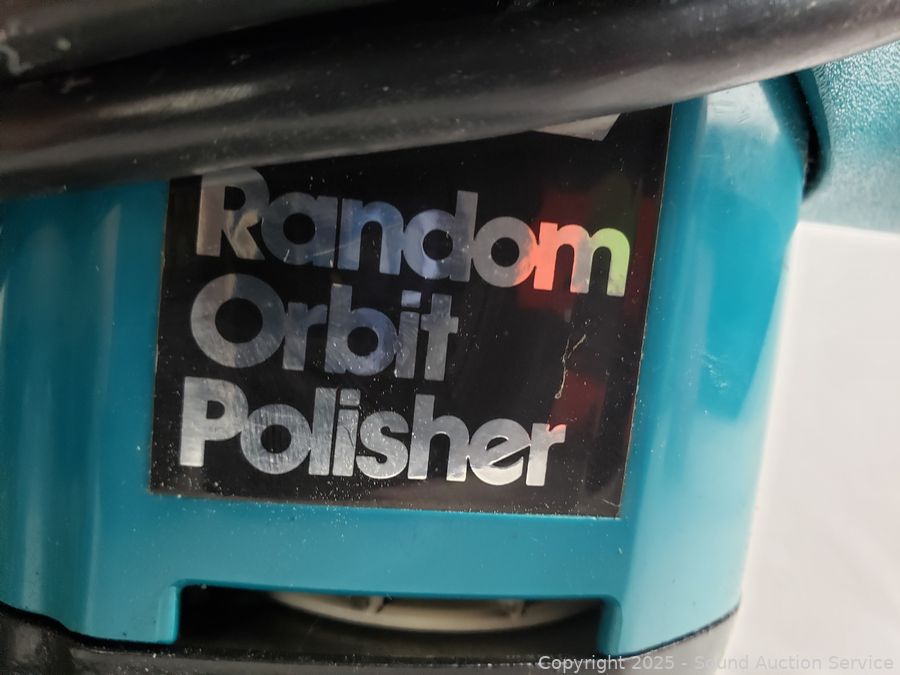 Random
Orbit
Polisher
Copyright 2025 - Sound Auction Service